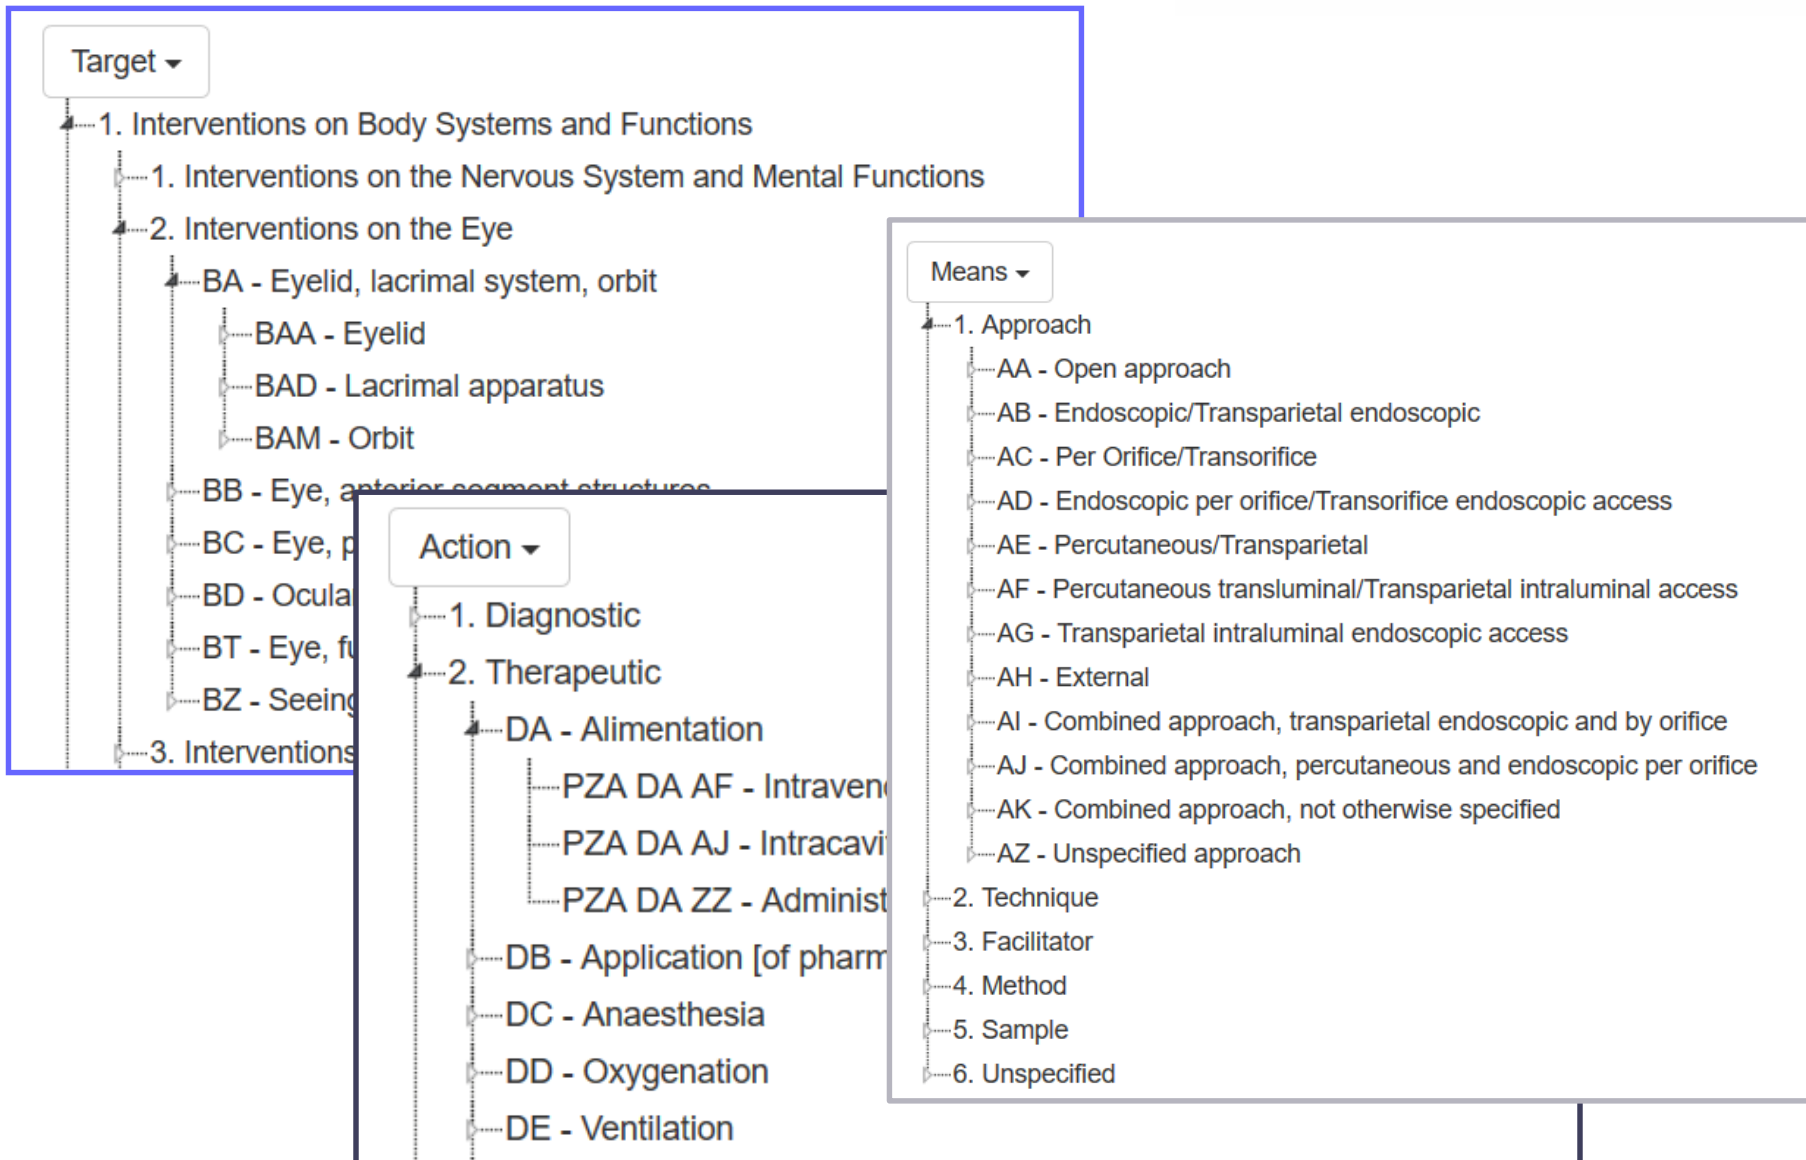 Target
1. Interventions on Body Systems and Functions
1. Interventions on the Nervous System and Mental Functions
2. Interventions on the Eye
BA - Eyelid, lacrimal system, orbit
BAA - Eyelid
BAD - Lacrimal apparatus
BAM - Orbit
BB - Eye, anterior segment structures
BC - Eye,
BD -
BT - Eye,
BZ - Seeing
3. Interventions
Action
1. Diagnostic
2. Therapeutic
DA - Alimentation
PZA DA AF -
PZA DA AJ -
PZA DA ZZ -
DB - Application [of
DC - Anaesthesia
DD - Oxygenation
DE - Ventilation
Means
1. Approach
AA - Open approach
AB - Endoscopic/Transparietal endoscopic
AC - Per Orifice/Transorifice
AD - Endoscopic per orifice/Transorifice endoscopic access
AE - Percutaneous/Transparietal
AF - Percutaneous transluminal/Transparietal intraluminal access
AG - Transparietal intraluminal endoscopic access
AH - External
AI - Combined approach, transparietal endoscopic and by orifice
AJ - Combined approach, percutaneous and endoscopic per orifice
AK - Combined approach, not otherwise specified
AZ - Unspecified approach
2. Technique
3. Facilitator
4. Method
5. Sample
6. Unspecified